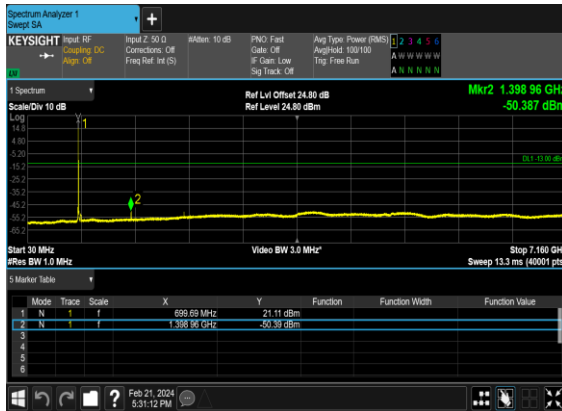 Spectrum Analyzer 1
Swept SA
+
KEYSIGHT Input: RF Input Z: 50 Ω #Atten: 10 dB PNO: Fast Avg Type: Power (RMS) 1 2 3 4 5 6
Coupling: DC Corrections: Off Gate: Off Avg|Hold: 100/100
Align: Off Freq Ref: Int (S) IF Gain: Low Trig: Free Run A W W W W W
Sig Track: Off
LXI A N N N N N
1 Spectrum Ref Lvl Offset 24.80 dB Mkr2 1.398 96 GHz
Scale/Div 10 dB Ref Level 24.80 dBm -50.387 dBm
Log
14.8
4.80
-5.20
-15.2
-25.2
-35.2
-45.2
-55.2
-65.2
1
DL1 -13.00 dBm
2
Start 30 MHz Video BW 3.0 MHz* Stop 7.160 GHz
#Res BW 1.0 MHz Sweep 13.3 ms (40001 pts)
5 Marker Table
Mode Trace Scale X Y Function Function Width Function Value
1 N 1 f 699.69 MHz 21.11 dBm
2 N 1 f 1.398 96 GHz -50.39 dBm
3
4
5
6
? Feb 21, 2024
5:31:12 PM